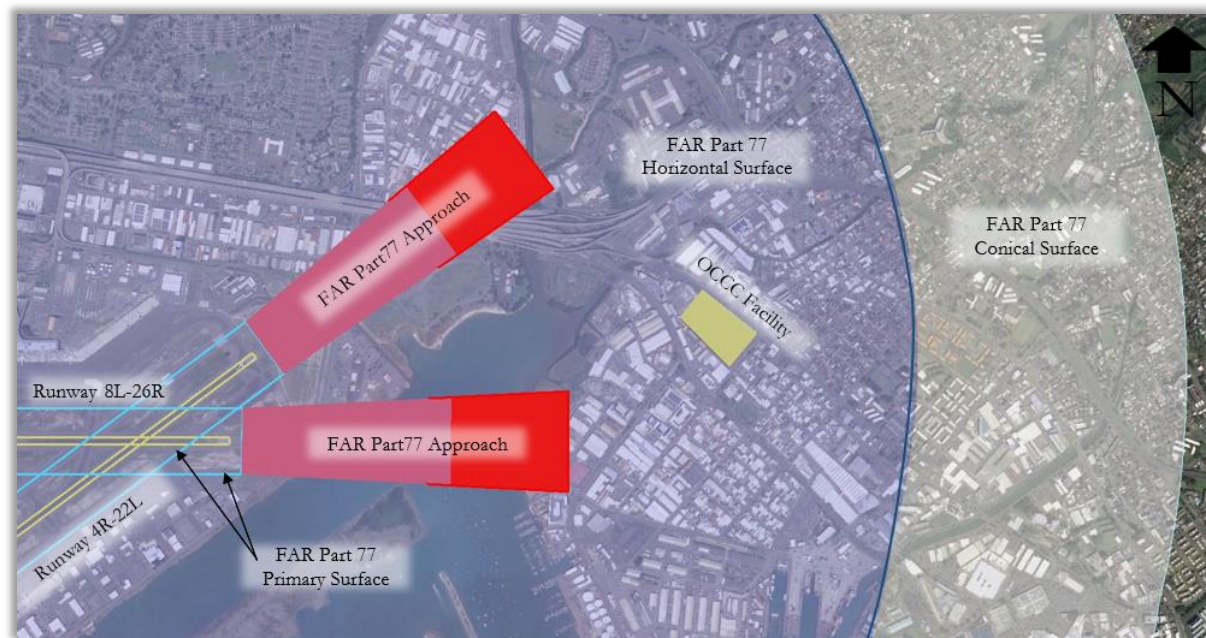 N
FAR Part 77
Horizontal Surface
FAR Part77 Approach
FAR Part 77
Conical Surface
OCCC Facility
Runway 8L-26R
FAR Part77 Approach
Runway 4R-22L
FAR Part 77
Primary Surface